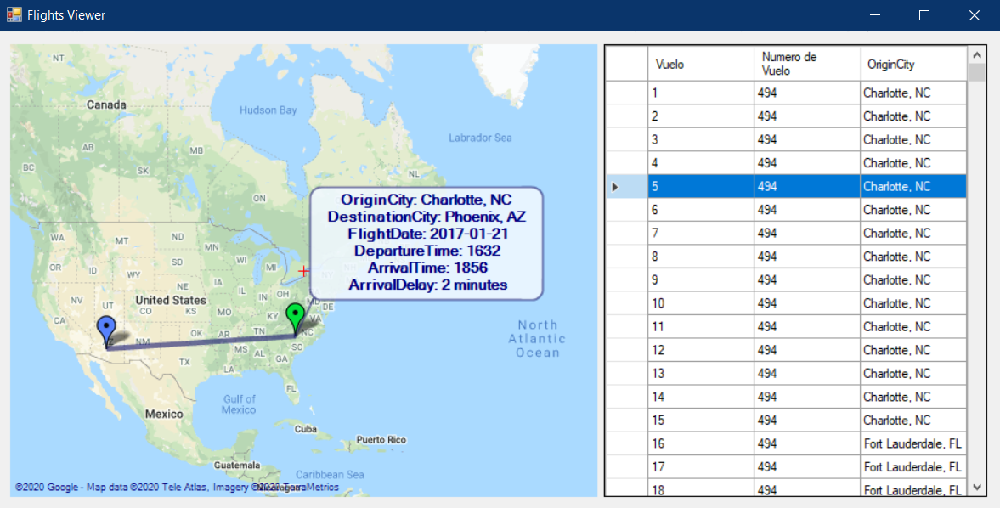 Flights Viewer
NT
Canada
Hudson Bay
Labrador Sea
AB
MB
BC
SK
NL
ON
OriginCity: Charlotte, NC
DestinationCity: Phoenix, AZ
FlightDate: 2017-01-21
DepartureTime: 1632
ArrivalTime: 1856
ArrivalDelay: 2 minutes
WA
MT
ND
MN
OR
ID
SD
WI
MI
WY
NE
IA
NV
UT
United States
IL
IN
OH
MD
DE
CO
KS
MO
KY
VA
CA
AZ
NM
OK
AR
TN
NC
MS
AL
SC
GA
TX
LA
FL
North
Atlantic
Ocean
Gulf of
Mexico
Mexico
Cuba
Puerto Rico
Guatemala
Caribbean Sea
Nicaragua
©2020 Google - Map data ©2020 Tele Atlas, Imagery ©2020 TerraMetrics
Vuelo Numero de Vuelo OriginCity
1 494 Charlotte, NC
2 494 Charlotte, NC
3 494 Charlotte, NC
4 494 Charlotte, NC
5 494 Charlotte, NC
6 494 Charlotte, NC
7 494 Charlotte, NC
8 494 Charlotte, NC
9 494 Charlotte, NC
10 494 Charlotte, NC
11 494 Charlotte, NC
12 494 Charlotte, NC
13 494 Charlotte, NC
14 494 Charlotte, NC
15 494 Charlotte, NC
16 494 Fort Lauderdale, FL
17 494 Fort Lauderdale, FL
18 494 Fort Lauderdale, FL